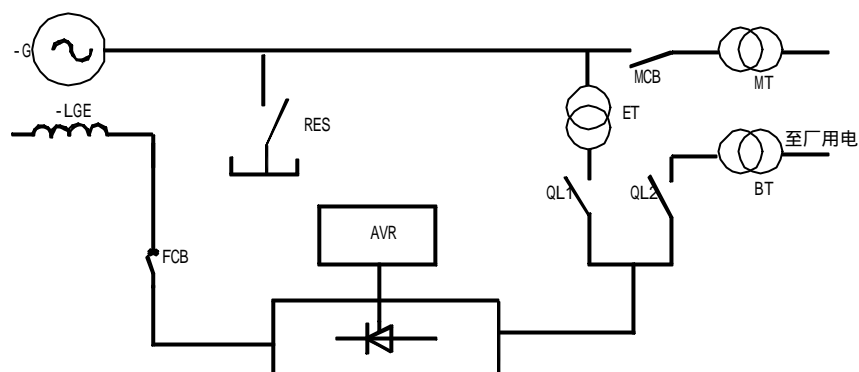 -G
MCB
MT
-LGE
RES
ET
至厂用电
QL1
QL2
BT
AVR
FCB